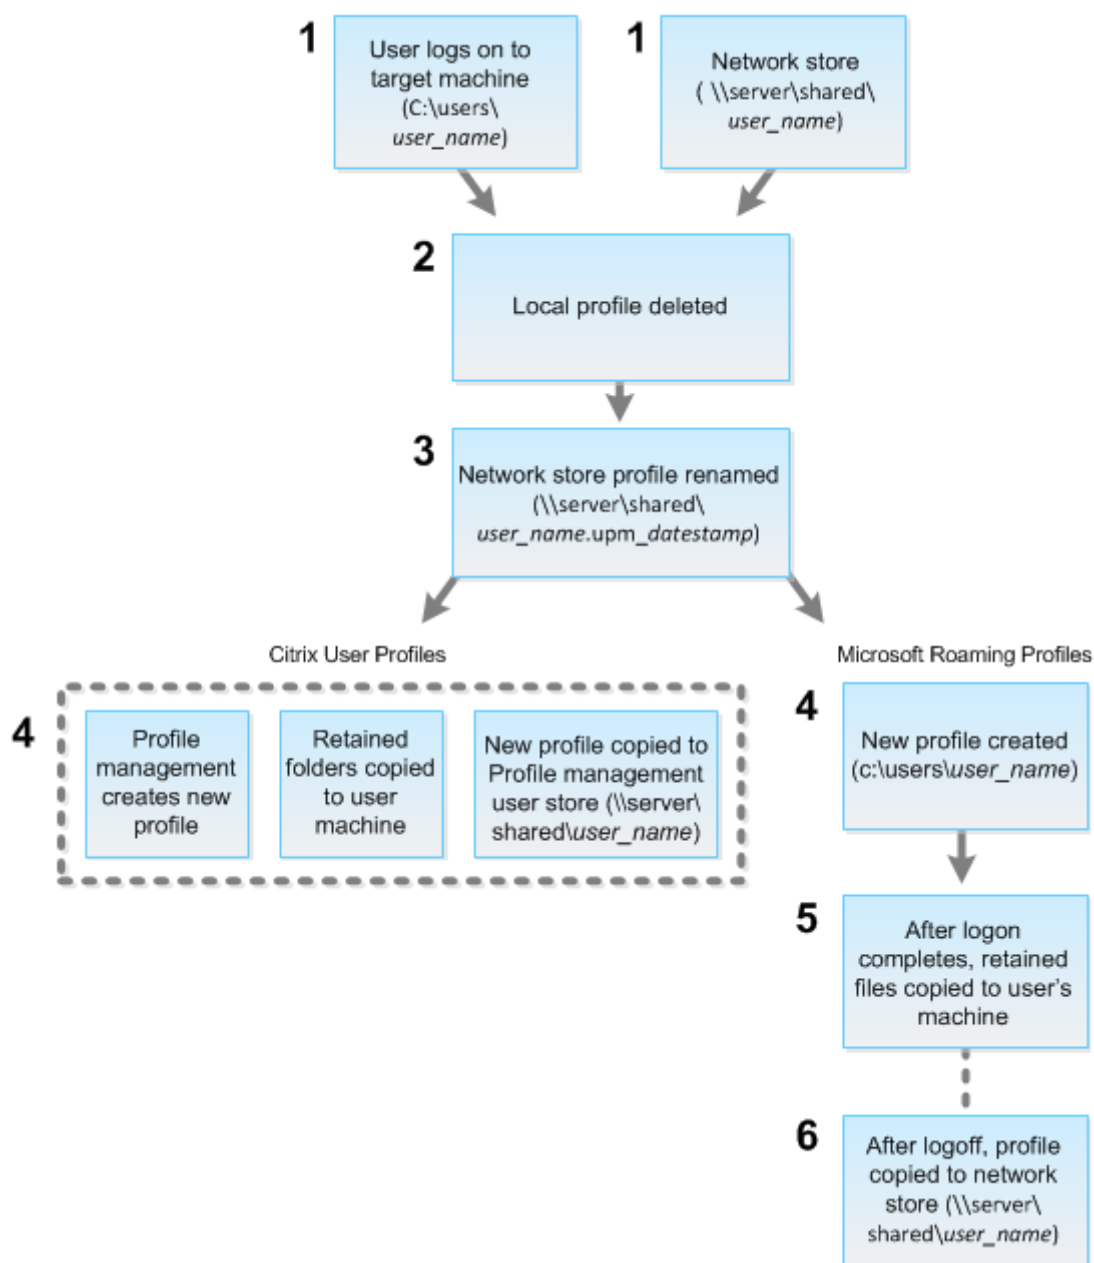 1
User logs on to
target machine
(C:\users\
user_name)
1
Network store
( \\server\shared\
user_name)
2
Local profile deleted
3
Network store profile renamed
(\\server\shared\
user_name.upm_datestamp)
Citrix User Profiles
4
Profile
management
creates new
profile
Retained
folders copied
to user
machine
New profile copied to
Profile management
user store (\\server\
shared\user_name)
Microsoft Roaming Profiles
4
New profile created
(c:\users\user_name)
5
After logon
completes, retained
files copied to user's
machine
6
After logoff, profile
copied to network
store (\\server\
shared\user_name)